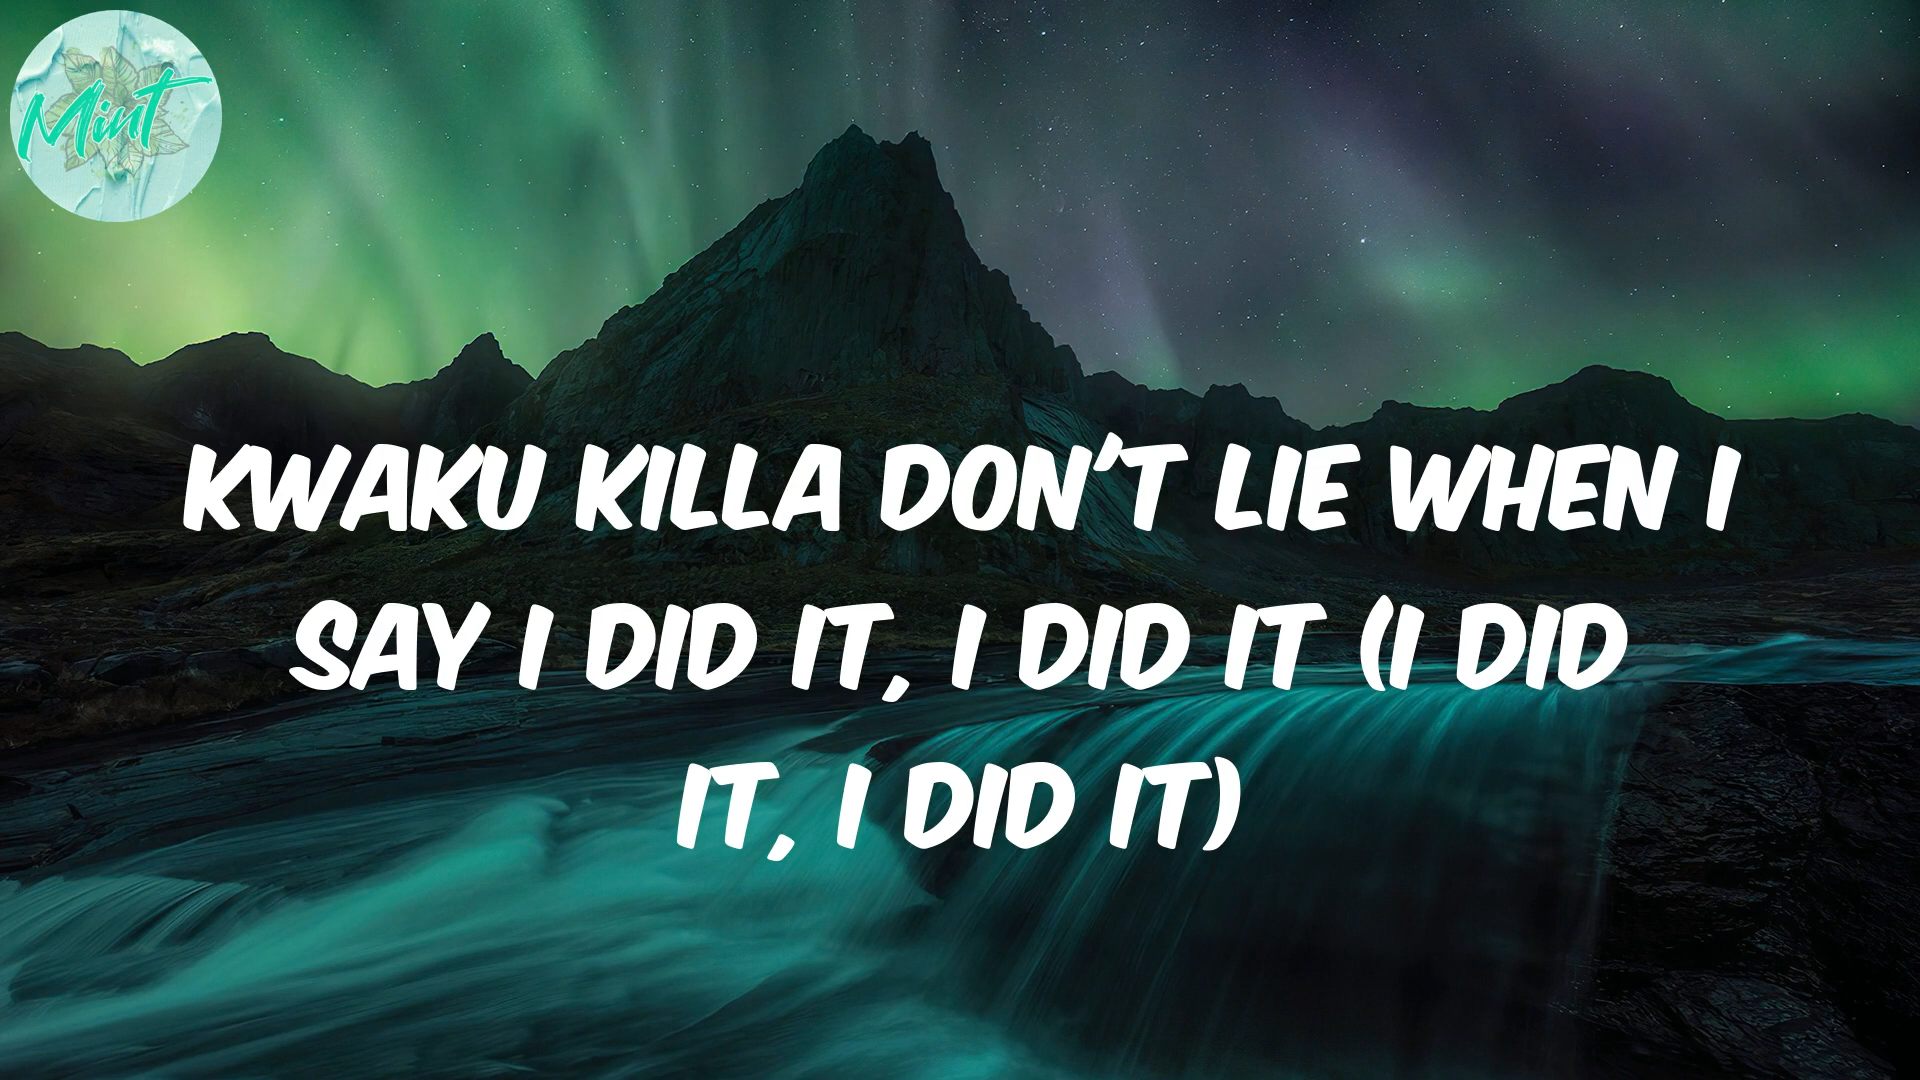 Mint
KWAKU KILLA DON'T LIE WHEN I
SAY I DID IT, I DID IT (I DID
IT, I DID IT)